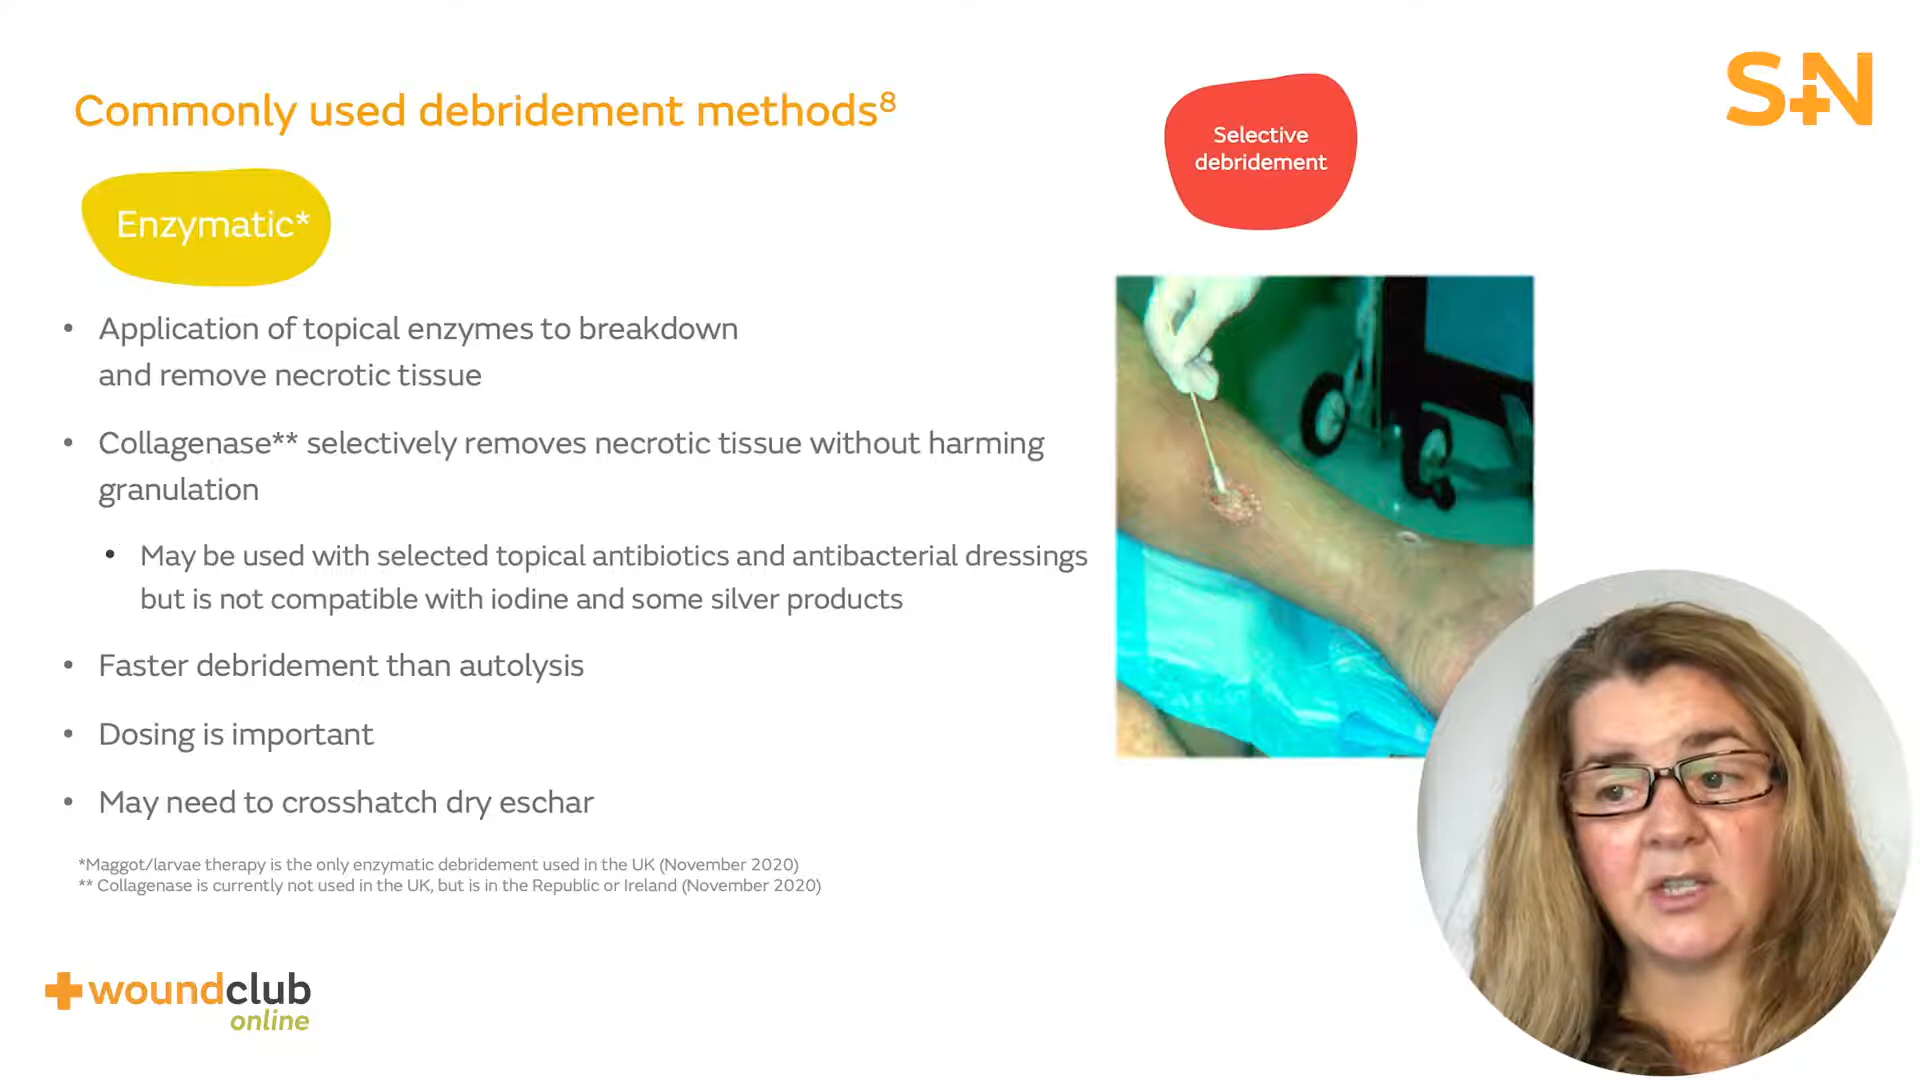 Commonly used debridement methods⁸
Selective
debridement
S+N
Enzymatic*
• Application of topical enzymes to breakdown
and remove necrotic tissue
• Collagenase** selectively removes necrotic tissue without harming
granulation
• May be used with selected topical antibiotics and antibacterial dressings
but is not compatible with iodine and some silver products
• Faster debridement than autolysis
• Dosing is important
• May need to crosshatch dry eschar
*Maggot/larvae therapy is the only enzymatic debridement used in the UK (November 2020)
** Collagenase is currently not used in the UK, but is in the Republic or Ireland (November 2020)
woundclub
online